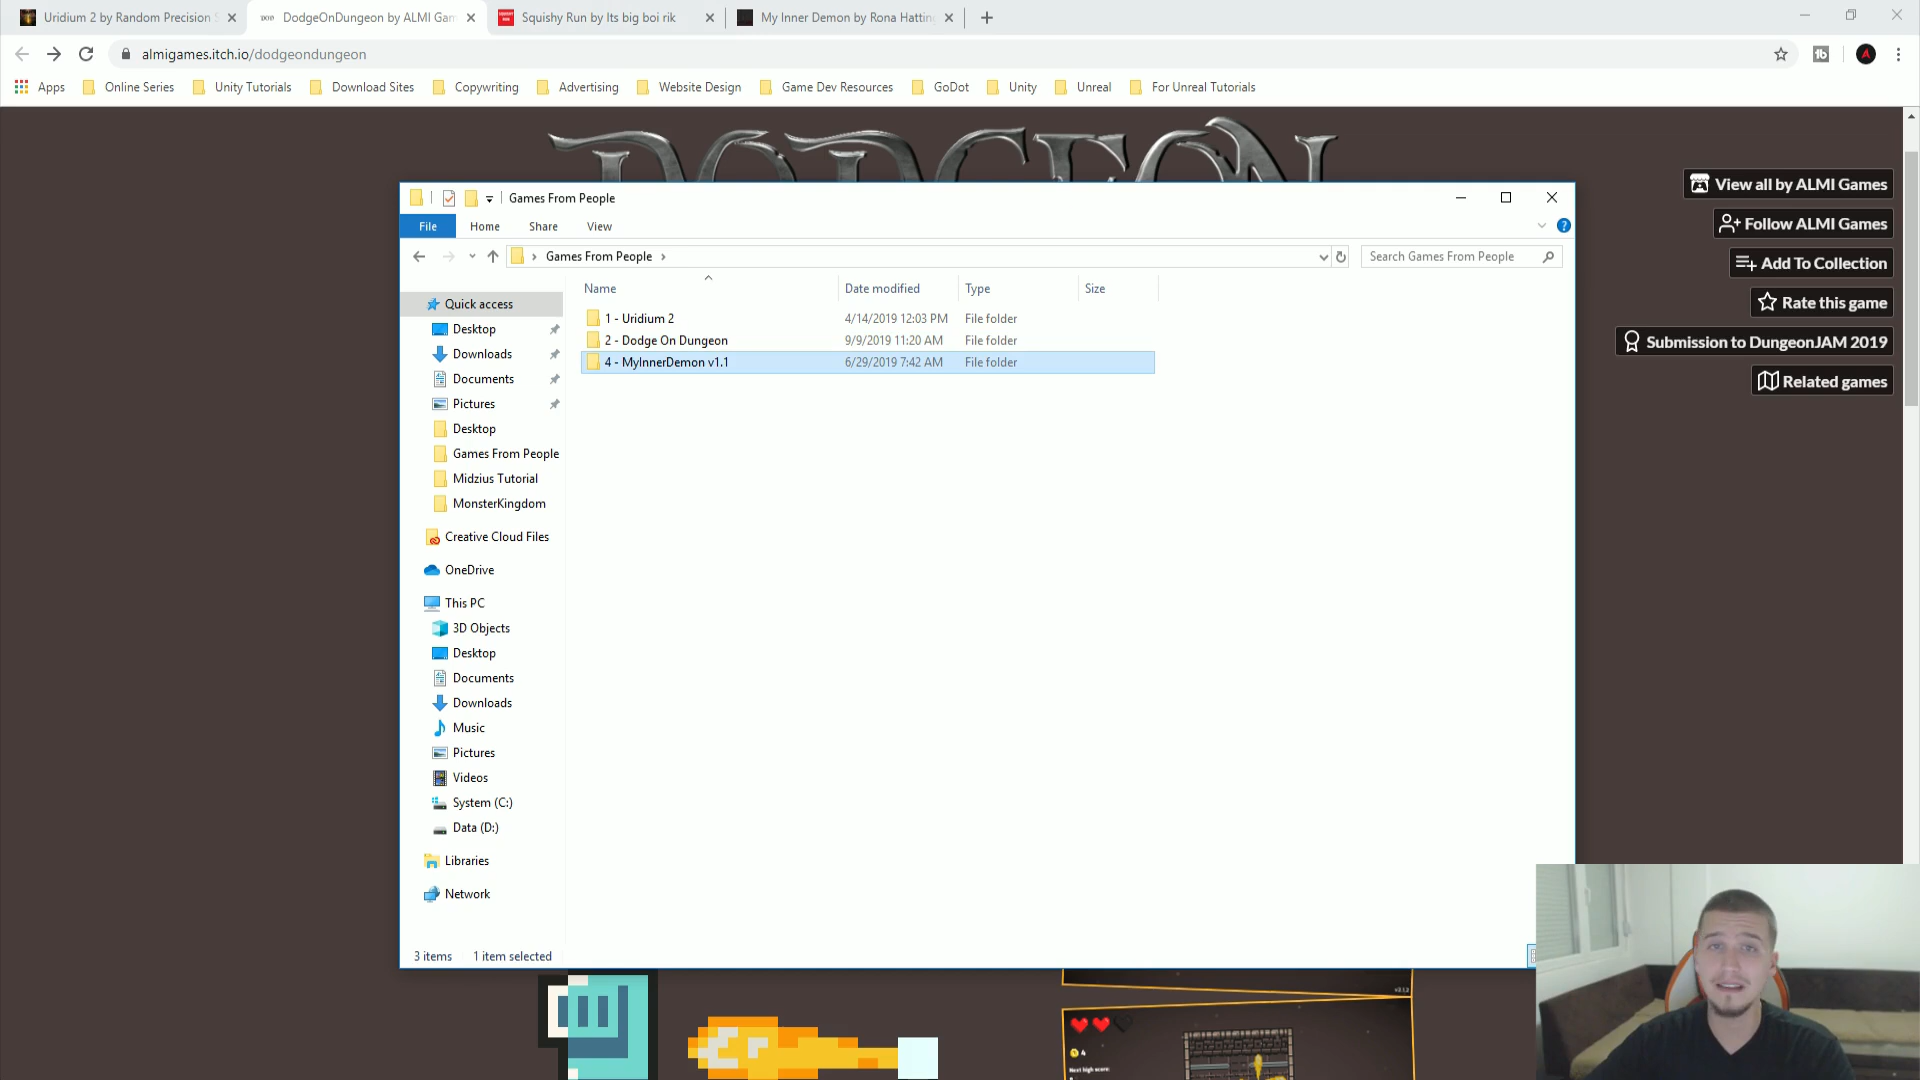 Uridium 2 by Random Precision S
DodgeOnDungeon by ALMI Gam
Squishy Run by Its big boi rik
My Inner Demon by Rona Hatting
almigames.itch.io/dodgeondungeon
Apps
Online Series
Unity Tutorials
Download Sites
Copywriting
Advertising
Website Design
Game Dev Resources
GoDot
Unity
Unreal
For Unreal Tutorials
View all by ALMI Games
Follow ALMI Games
Add To Collection
Rate this game
Submission to DungeonJAM 2019
Related games
Games From People
File
Home
Share
View
Games From People
Search Games From People
Name
Date modified
Type
Size
1 - Uridium 2 4/14/2019 12:03 PM File folder
2 - Dodge On Dungeon 9/9/2019 11:20 AM File folder
4 - MyInnerDemon v1.1 6/29/2019 7:42 AM File folder
Quick access
Desktop
Downloads
Documents
Pictures
Desktop
Games From People
Midzius Tutorial
MonsterKingdom
Creative Cloud Files
OneDrive
This PC
3D Objects
Desktop
Documents
Downloads
Music
Pictures
Videos
System (C:)
Data (D:)
Libraries
Network
3 items
1 item selected
4
Next high score: